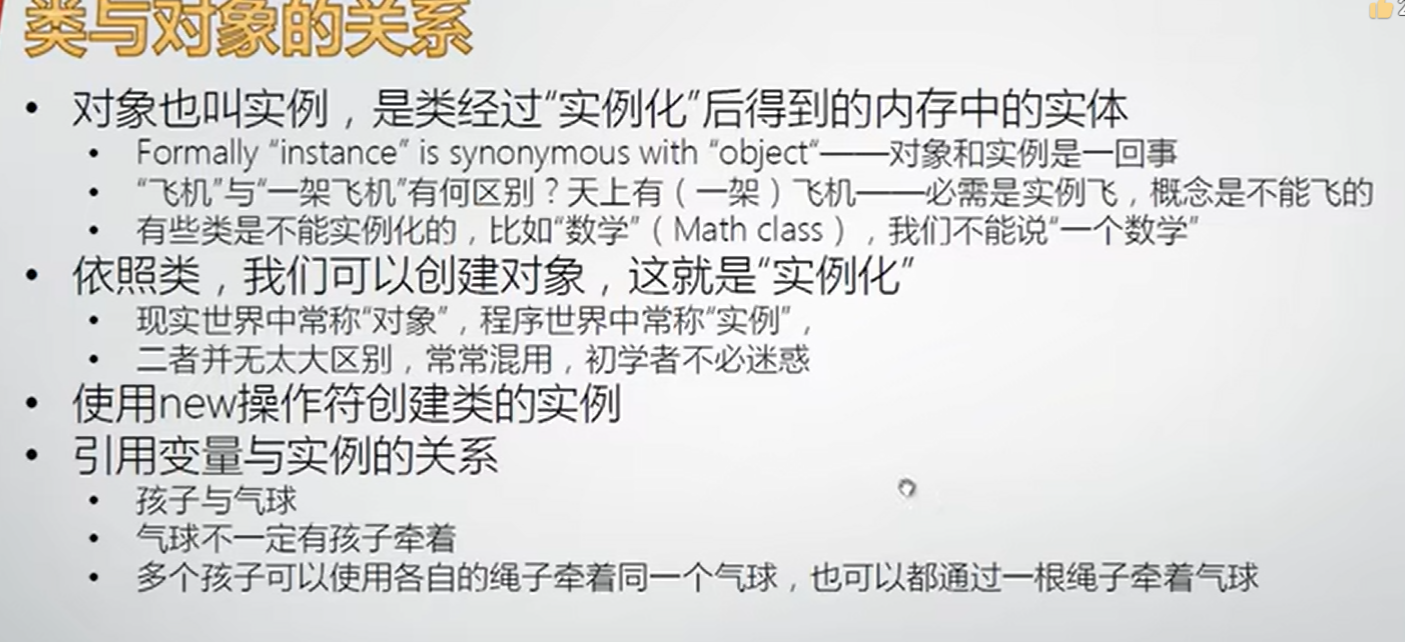 类与对象的关系
• 对象也叫实例，是类经过“实例化”后得到的内存中的实体
• Formally “instance” is synonymous with “object“——对象和实例是一回事
• “飞机”与“一架飞机”有何区别？天上有（一架）飞机——必需是实例飞，概念是不能飞的
• 有些类是不能实例化的，比如“数学”（Math class），我们不能说“一个数学”
• 依照类，我们可以创建对象，这就是“实例化”
• 现实世界中常称“对象”，程序世界中常称“实例”，
• 二者并无太大区别，常常混用，初学者不必迷惑
• 使用new操作符创建类的实例
• 引用变量与实例的关系
• 孩子与气球
• 气球不一定有孩子牵着
• 多个孩子可以使用各自的绳子牵着同一个气球，也可以都通过一根绳子牵着气球